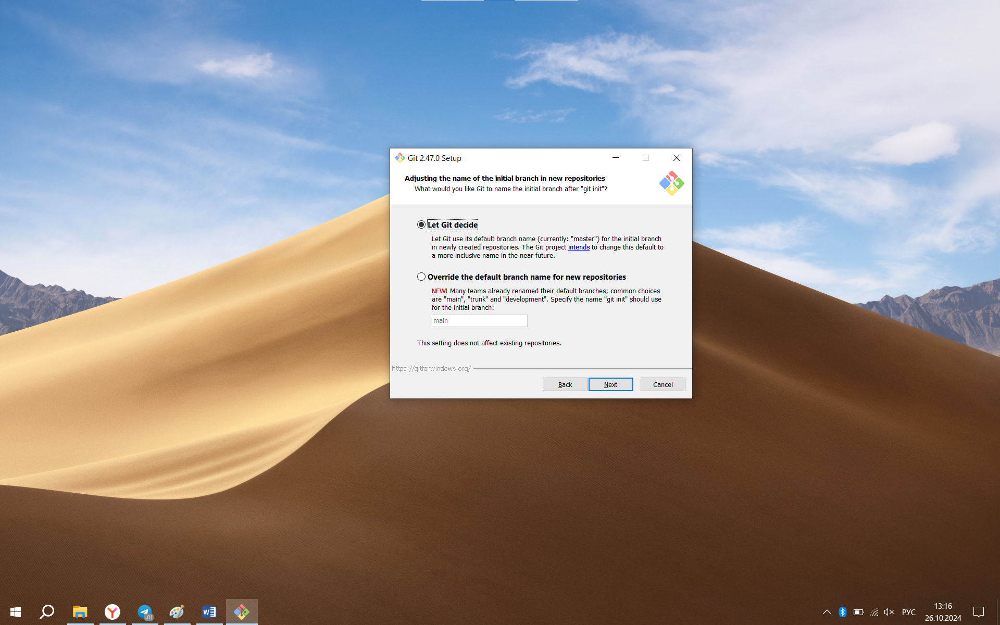 Git 2.47.0 Setup
Adjusting the name of the initial branch in new repositories
What would you like Git to name the initial branch after "git init"?
Let Git decide
Let Git use its default branch name (currently: "master") for the initial branch
in newly created repositories. The Git project intends to change this default to
a more inclusive name in the near future.
Override the default branch name for new repositories
NEW! Many teams already renamed their default branches; common choices
are "main", "trunk" and "development". Specify the name "git init" should use
for the initial branch:
main
This setting does not affect existing repositories.
https://gitforwindows.org/
Back Next Cancel
..01
W
РУС
13:16
26.10.2024